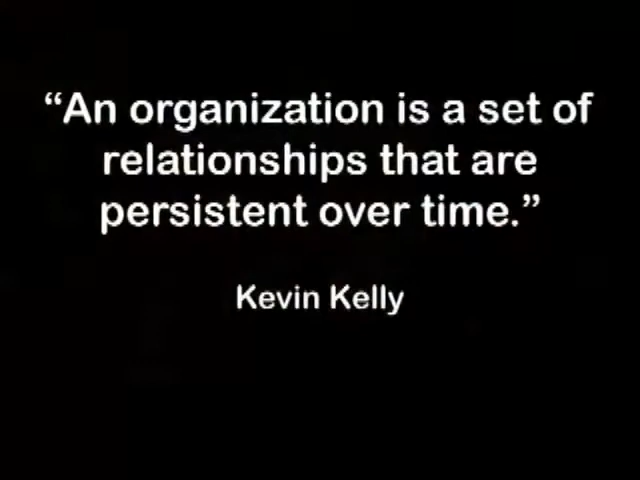 “An organization is a set of
relationships that are
persistent over time.”
Kevin Kelly